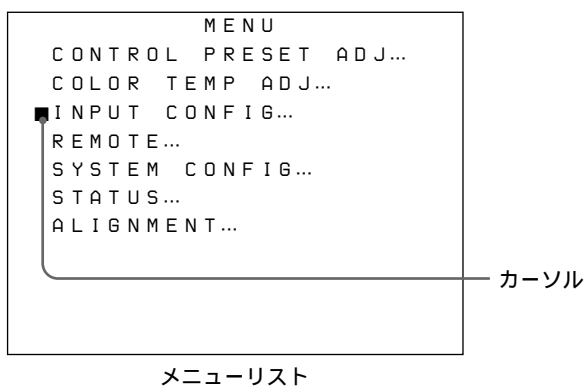 MENU
CONTROL PRESET ADJ…
COLOR TEMP ADJ…
INPUT CONFIG…
REMOTE…
SYSTEM CONFIG…
STATUS…
ALIGNMENT…
カーソル
メニューリスト